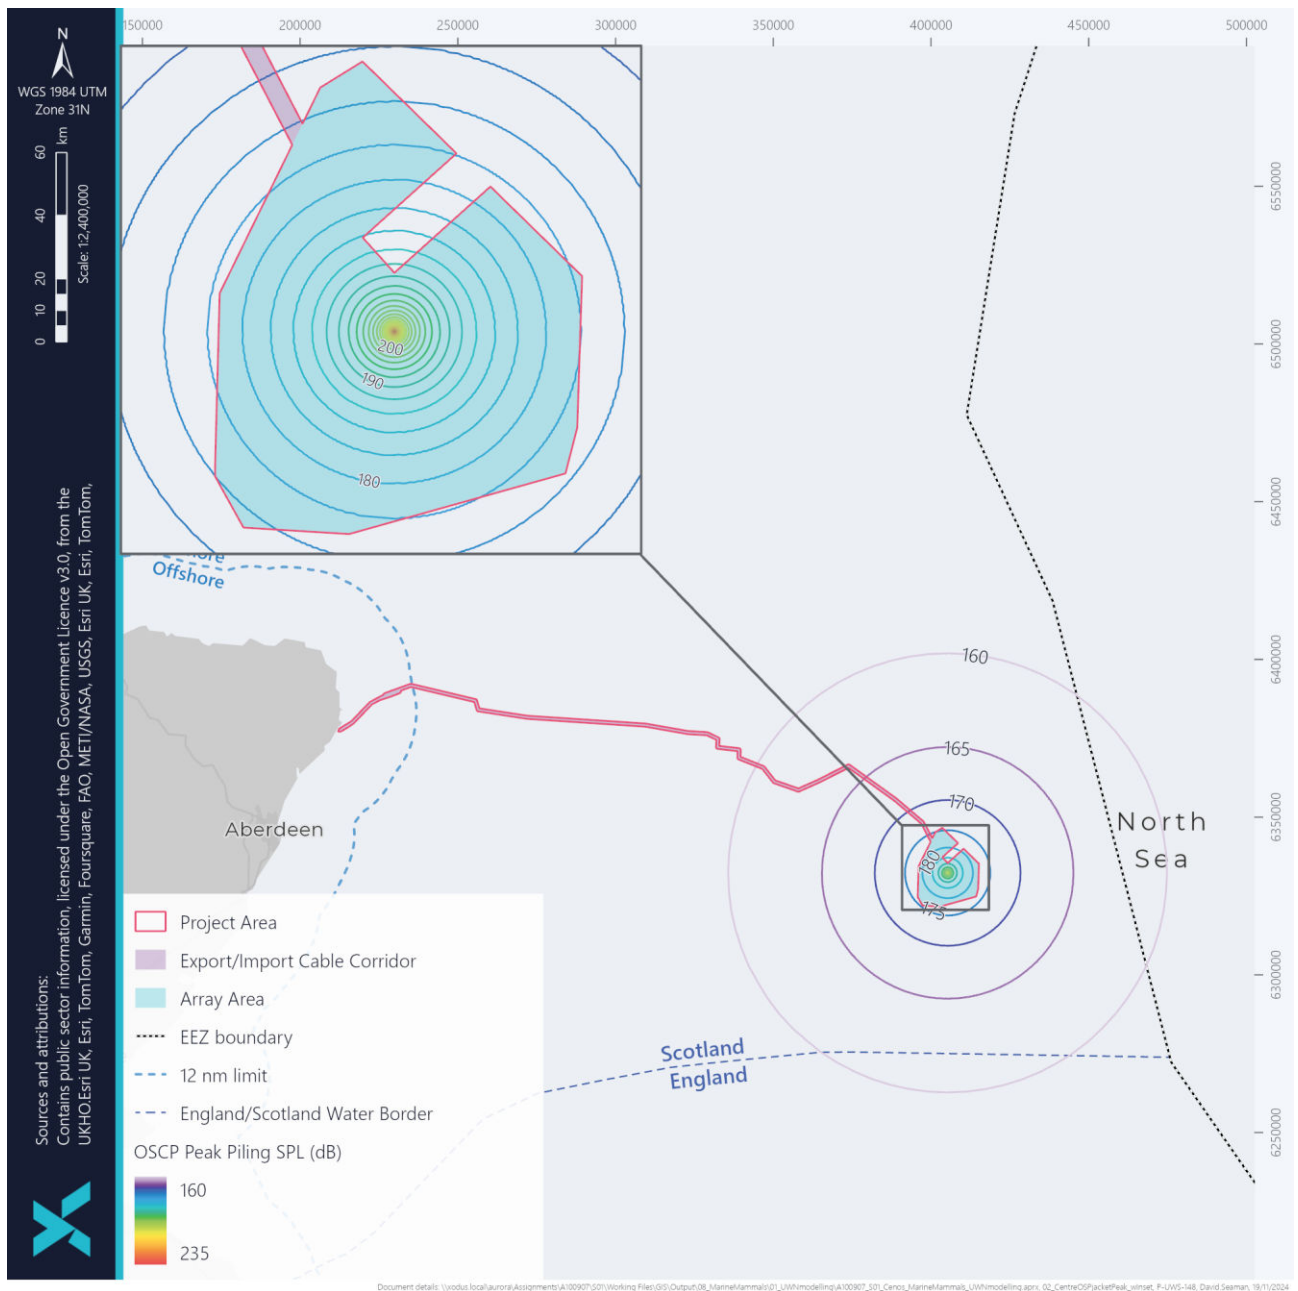 150000 200000 250000 300000 350000 400000 450000 500000
N
WGS 1984 UTM
Zone 31N
km
60
40
20
10
0
Scale: 1:2,400,000
6550000
6500000
6450000
6400000
6350000
6300000
6250000
200
190
180
Offshore
Aberdeen
160
165
170
180
175
North
Sea
Scotland
England
Project Area
Export/Import Cable Corridor
Array Area
EEZ boundary
12 nm limit
England/Scotland Water Border
OSCP Peak Piling SPL (dB)
160
235
Sources and attributions:
Contains public sector information, licensed under the Open Government Licence v3.0, from the
UKHO.Esri UK, Esri, TomTom, Garmin, Foursquare, FAO, METI/NASA, USGS, Esri UK, Esri, TomTom,